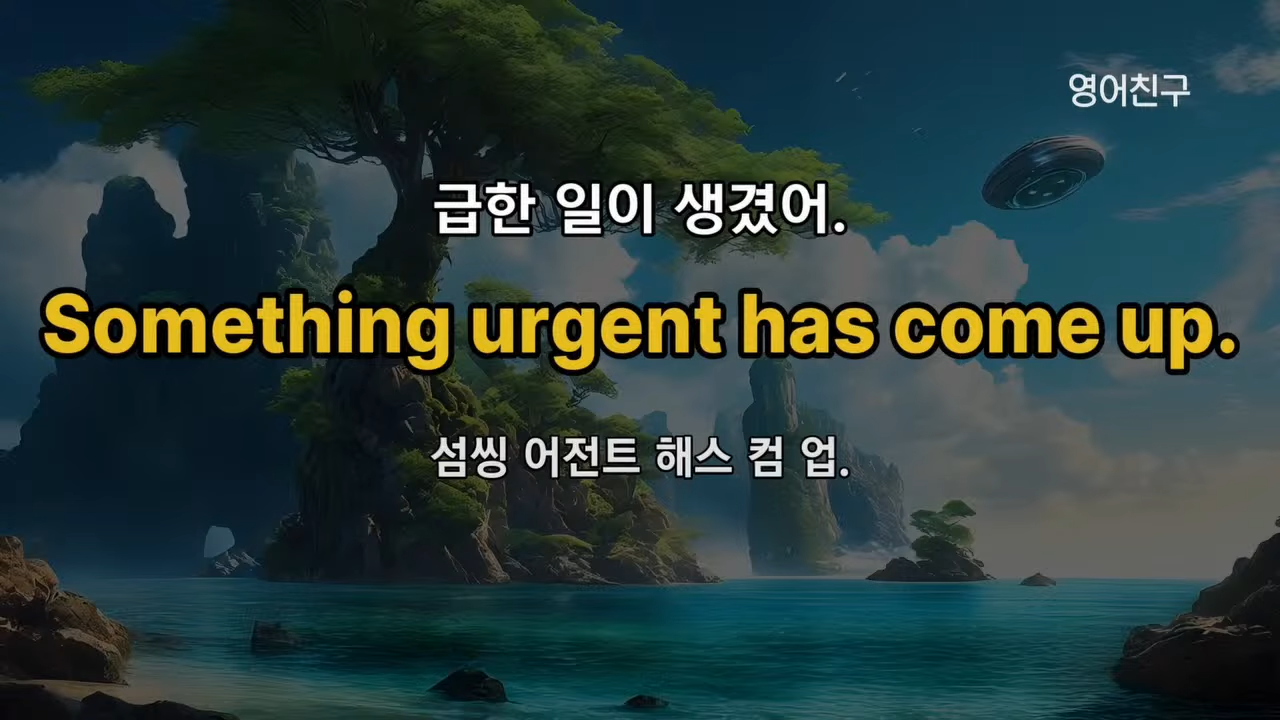 영어친구
급한 일이 생겼어.
Something urgent has come up.
섬씽 어전트 해스 컴 업.